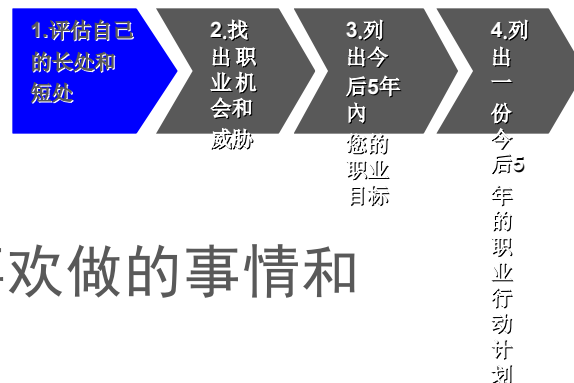 1.评估自己
的长处和
短处
2.找
出职
业机
会和
威胁
3.列
出今
后5年
内
您的
职业
目标
4.列
出
一
份
今
后5
年
的
职
业
行
动
计
划
欢做的事情和